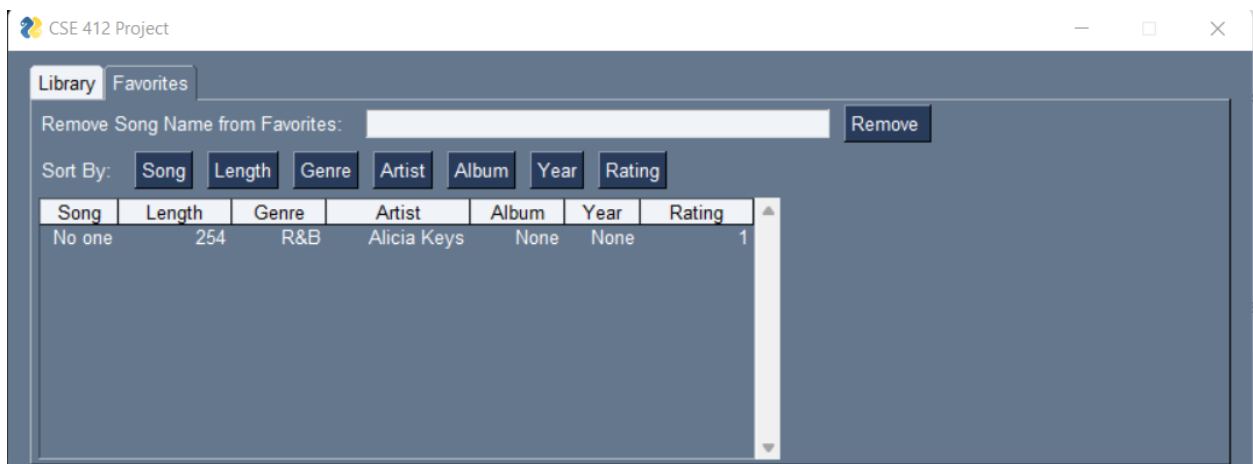 CSE 412 Project
Library Favorites
Remove Song Name from Favorites: Remove
Sort By: Song Length Genre Artist Album Year Rating
Song Length Genre Artist Album Year Rating
No one 254 R&B Alicia Keys None None 1